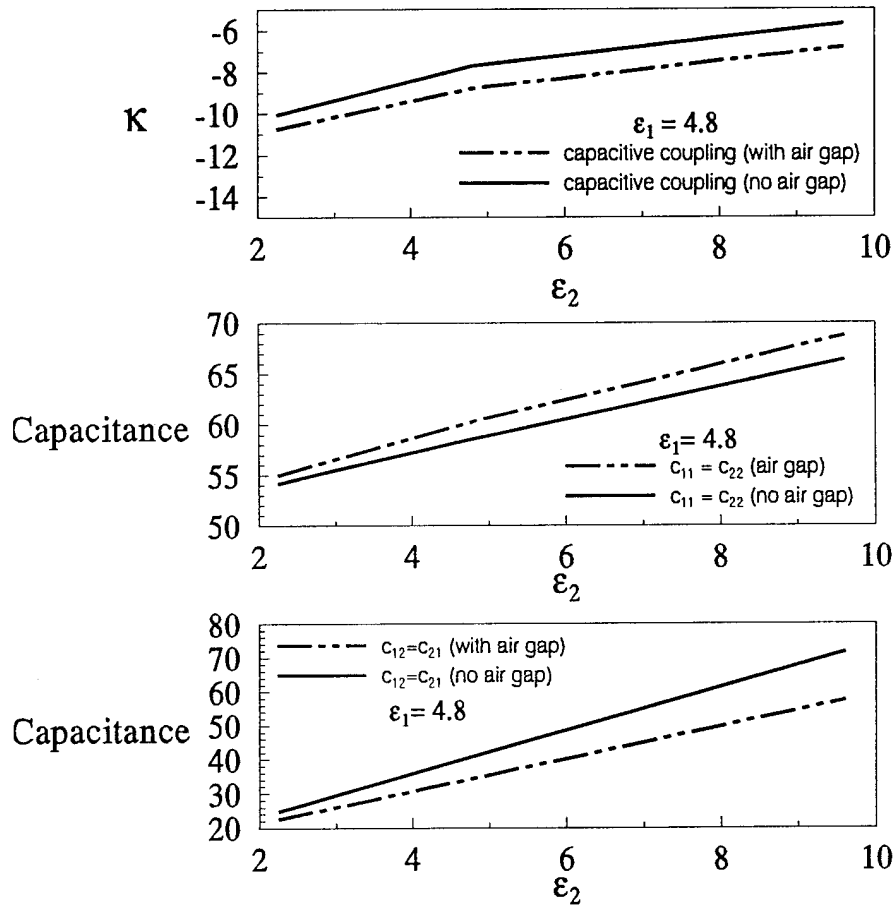 -6
-8
-10
-12
-14
κ
ε1 = 4.8
capacitive coupling (with air gap)
capacitive coupling (no air gap)
2 4 6 8 10
ε2
70
65
60
55
50
Capacitance
ε1= 4.8
c11 = c22 (air gap)
c11 = c22 (no air gap)
2 4 6 8 10
ε2
80
70
60
50
40
30
20
Capacitance
c12=c21 (with air gap)
c12=c21 (no air gap)
ε1= 4.8
2 4 6 8 10
ε2